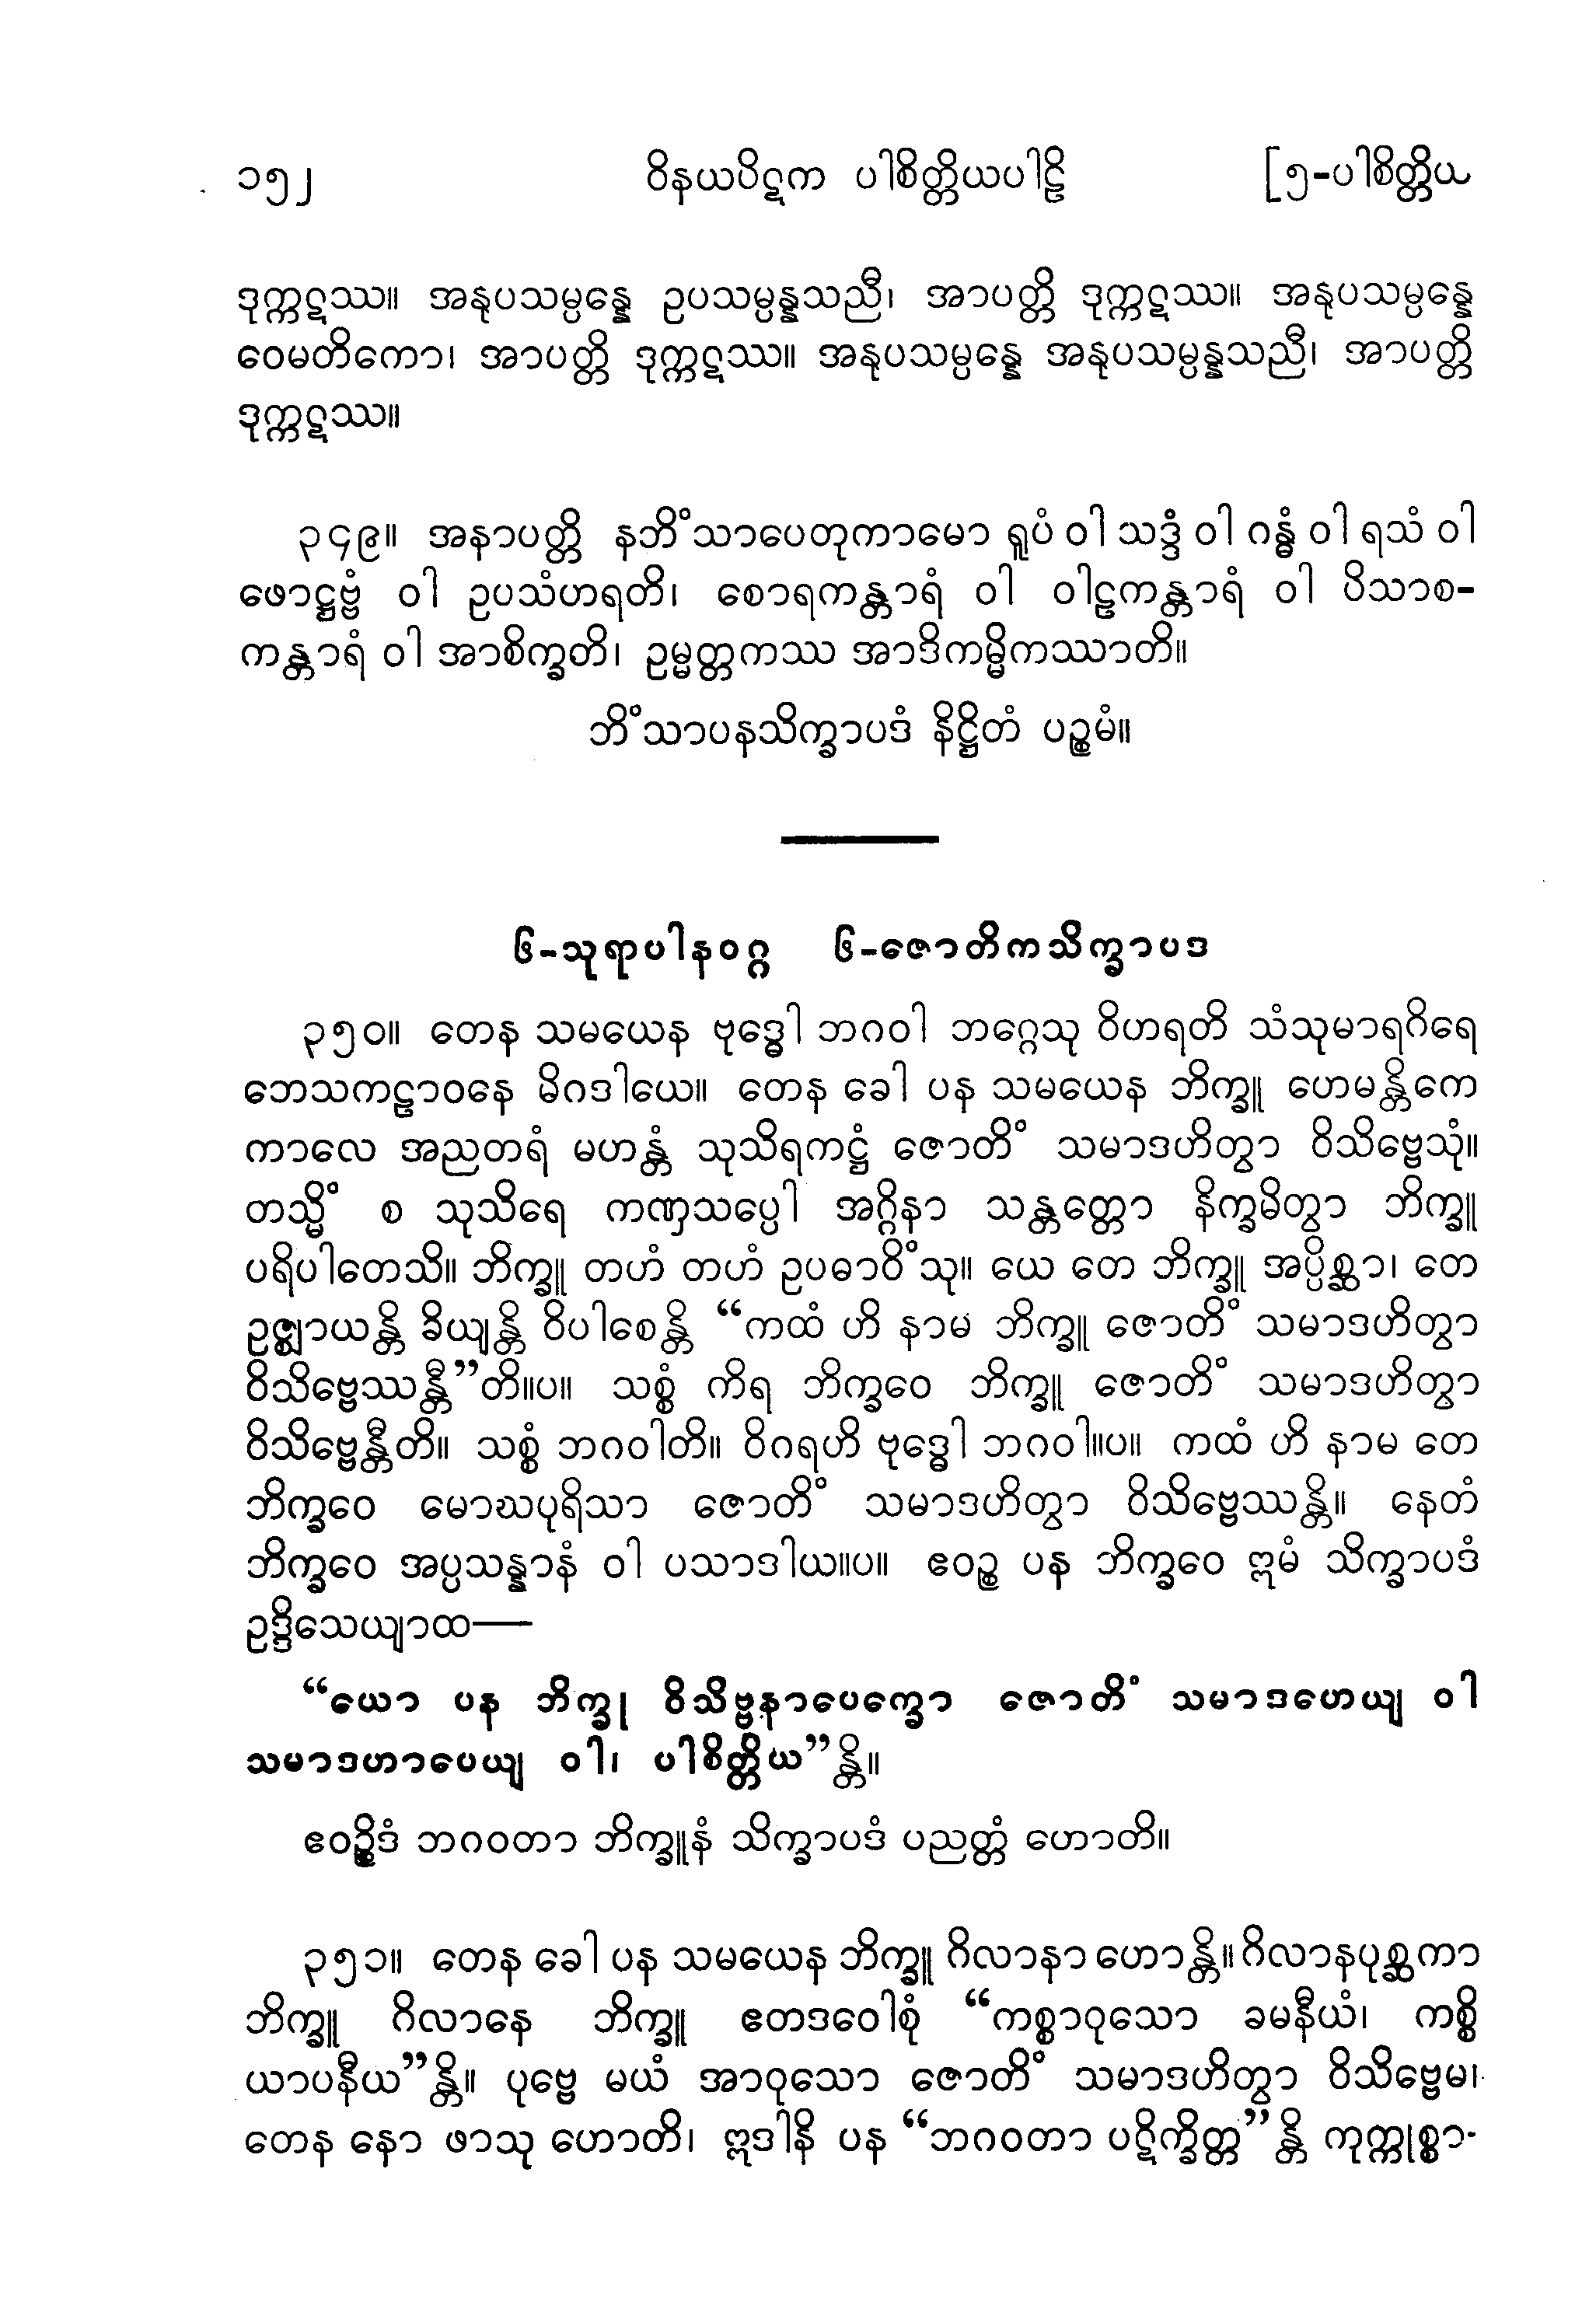 ၁၅၂ ဝိနယပိဋက ပါစိတ္တိယပါဠိ [၅-ပါစိတ္တိယ
ဒုက္ကဋဿ။ အနုပသမ္ပန္နေ ဥပသမ္ပန္နသညီ၊ အာပတ္တိ ဒုက္ကဋဿ။ အနုပသမ္ပန္နေ
ဝေမတိကော၊ အာပတ္တိ ဒုက္ကဋဿ။ အနုပသမ္ပန္နေ အနုပသမ္ပန္နသညီ၊ အာပတ္တိ
ဒုက္ကဋဿ။
၃၄၉။ အနာပတ္တိ နဘိံသာပေတုကာမော ရူပံ ဝါ သဒ္ဒံ ဝါ ဂန္ဓံ ဝါ ရသံ ဝါ
ဖောဋ္ဌဗ္ဗံ ဝါ ဥပသံဟရတိ၊ စောရကန္တာရံ ဝါ ဝါဠကန္တာရံ ဝါ ပိသာစ-
ကန္တာရံ ဝါ အာစိက္ခတိ၊ ဥမ္မတ္တကဿ အာဒိကမ္မိကဿာတိ။
ဘိံသာပနသိက္ခာပဒံ နိဋ္ဌိတံ ပဉ္စမံ။
၆-သုရာပါနဝဂ္ဂ ၆-ဇောတိကသိက္ခာပဒ
၃၅၀။ တေန သမယေန ဗုဒ္ဓေါ ဘဂဝါ ဘဂ္ဂေသု ဝိဟရတိ သံသုမာရဂိရေ
ဘေသကဠာဝနေ မိဂဒါယေ။ တေန ခေါ ပန သမယေန ဘိက္ခူ ဟေမန္တိကေ
ကာလေ အညတရံ မဟန္တံ သုသိရကဋ္ဌံ ဇောတိံ သမာဒဟိတွာ ဝိသိဗ္ဗေသုံ။
တသ္မိံ စ သုသိရေ ကဏှသပ္ပေါ အဂ္ဂိနာ သန္တတ္တော နိက္ခမိတွာ ဘိက္ခူ
ပရိပါတေသိ။ ဘိက္ခူ တဟံ တဟံ ဥပဓာဝိံသု။ ယေ တေ ဘိက္ခူ အပ္ပိစ္ဆာ၊ တေ
ဥဇ္ဈာယန္တိ ခိယျန္တိ ဝိပါစေန္တိ “ကထံ ဟိ နာမ ဘိက္ခူ ဇောတိံ သမာဒဟိတွာ
ဝိသိဗ္ဗေဿန္တီ”တိ။ပ။ သစ္စံ ကိရ ဘိက္ခဝေ ဘိက္ခူ ဇောတိံ သမာဒဟိတွာ
ဝိသိဗ္ဗေန္တီတိ။ သစ္စံ ဘဂဝါတိ။ ဝိဂရဟိ ဗုဒ္ဓေါ ဘဂဝါ။ပ။ ကထံ ဟိ နာမ တေ
ဘိက္ခဝေ မောဃပုရိသာ ဇောတိံ သမာဒဟိတွာ ဝိသိဗ္ဗေဿန္တိ။ နေတံ
ဘိက္ခဝေ အပ္ပသန္နာနံ ဝါ ပသာဒါယ။ပ။ ဧဝဉ္စ ပန ဘိက္ခဝေ ဣမံ သိက္ခာပဒံ
ဥဒ္ဒိသေယျာထ—
“ယော ပန ဘိက္ခု ဝိသိဗ္ဗနာပေက္ခော ဇောတိံ သမာဒဟေယျ ဝါ
သမာဒဟာပေယျ ဝါ၊ ပါစိတ္တိယ”န္တိ။
ဧဝဉ္စိဒံ ဘဂဝတာ ဘိက္ခူနံ သိက္ခာပဒံ ပညတ္တံ ဟောတိ။
၃၅၁။ တေန ခေါ ပန သမယေန ဘိက္ခူ ဂိလာနာ ဟောန္တိ။ ဂိလာနပုစ္ဆကာ
ဘိက္ခူ ဂိလာနေ ဘိက္ခူ ဧတဒဝေါစုံ “ကစ္စာဝုသော ခမနီယံ၊ ကစ္စိ
ယာပနီယ”န္တိ။ ပုဗ္ဗေ မယံ အာဝုသော ဇောတိံ သမာဒဟိတွာ ဝိသိဗ္ဗေမ၊
တေန နော ဖာသု ဟောတိ၊ ဣဒါနိ ပန “ဘဂဝတာ ပဋိက္ခိတ္တ”န္တိ ကုက္ကုစ္စာ-